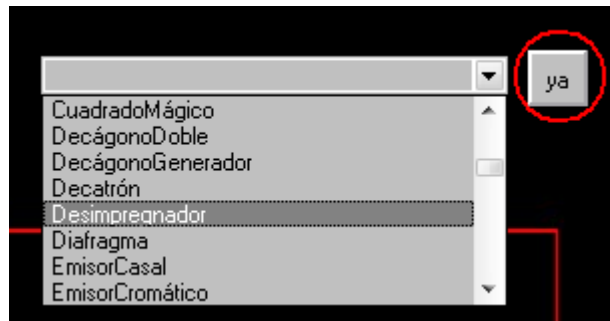 ya
CuadradoMágico
DecágonoDoble
DecágonoGenerador
Decatrón
Desimpregnador
Diafragma
EmisorCasal
EmisorCromático